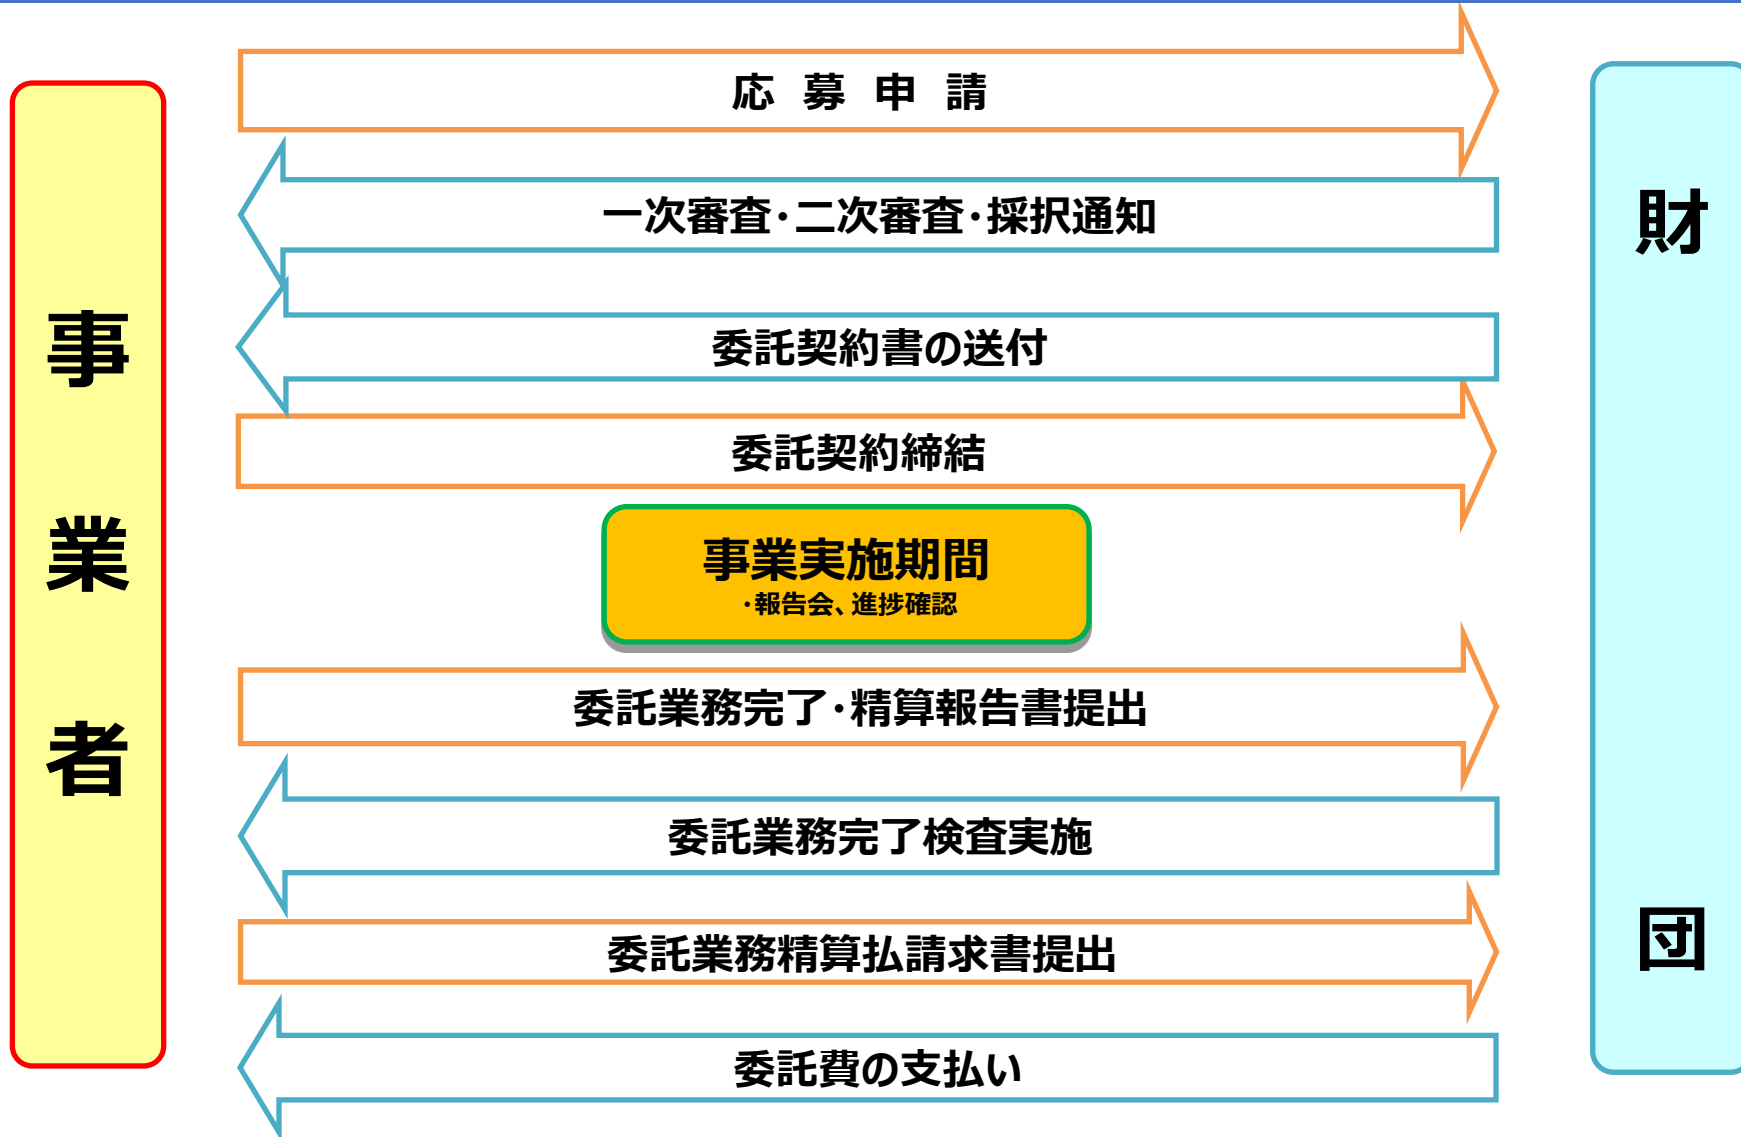 応 募 申 請
一次審査･二次審査･採択通知
委託契約書の送付
委託契約締結
事業実施期間
･報告会、進捗確認
委託業務完了･精算報告書提出
委託業務完了検査実施
委託業務精算払請求書提出
委託費の支払い
事
業
者
財
団